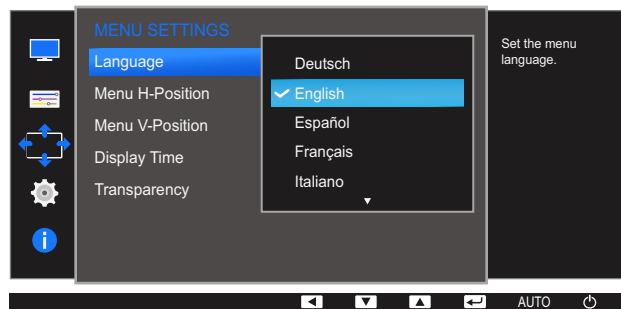 MENU SETTINGS
Language
Menu H-Position
Menu V-Position
Display Time
Transparency
Deutsch
English
Español
Français
Italiano
Set the menu
language.
AUTO